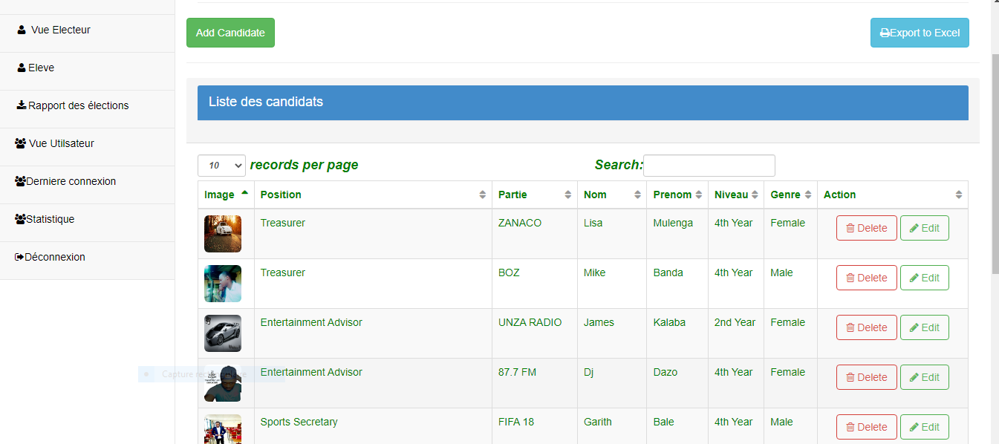 Vue Electeur
Eleve
Rapport des élections
Vue Utilsateur
Derniere connexion
Statistique
Déconnexion
Add Candidate
Export to Excel
Liste des candidats
10 records per page
Search:
Image Position Partie Nom Prenom Niveau Genre Action
Treasurer ZANACO Lisa Mulenga 4th Year Female Delete Edit
Treasurer BOZ Mike Banda 4th Year Male Delete Edit
Entertainment Advisor UNZA RADIO James Kalaba 2nd Year Female Delete Edit
Entertainment Advisor 87.7 FM Dj Dazo 4th Year Female Delete Edit
Sports Secretary FIFA 18 Garith Bale 4th Year Male Delete Edit
Capture